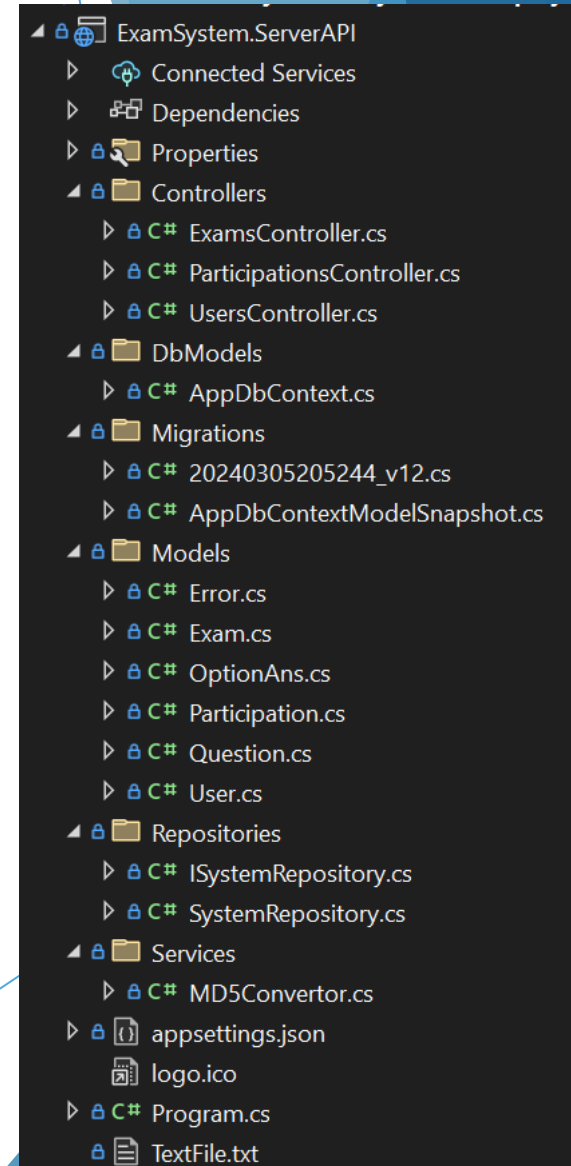 ExamSystem.ServerAPI
Connected Services
Dependencies
Properties
Controllers
C# ExamsController.cs
C# ParticipationsController.cs
C# UsersController.cs
DbModels
C# AppDbContext.cs
Migrations
C# 20240305205244_v12.cs
C# AppDbContextModelSnapshot.cs
Models
C# Error.cs
C# Exam.cs
C# OptionAns.cs
C# Participation.cs
C# Question.cs
C# User.cs
Repositories
C# ISystemRepository.cs
C# SystemRepository.cs
Services
C# MD5Convertor.cs
appsettings.json
logo.ico
C# Program.cs
TextFile.txt